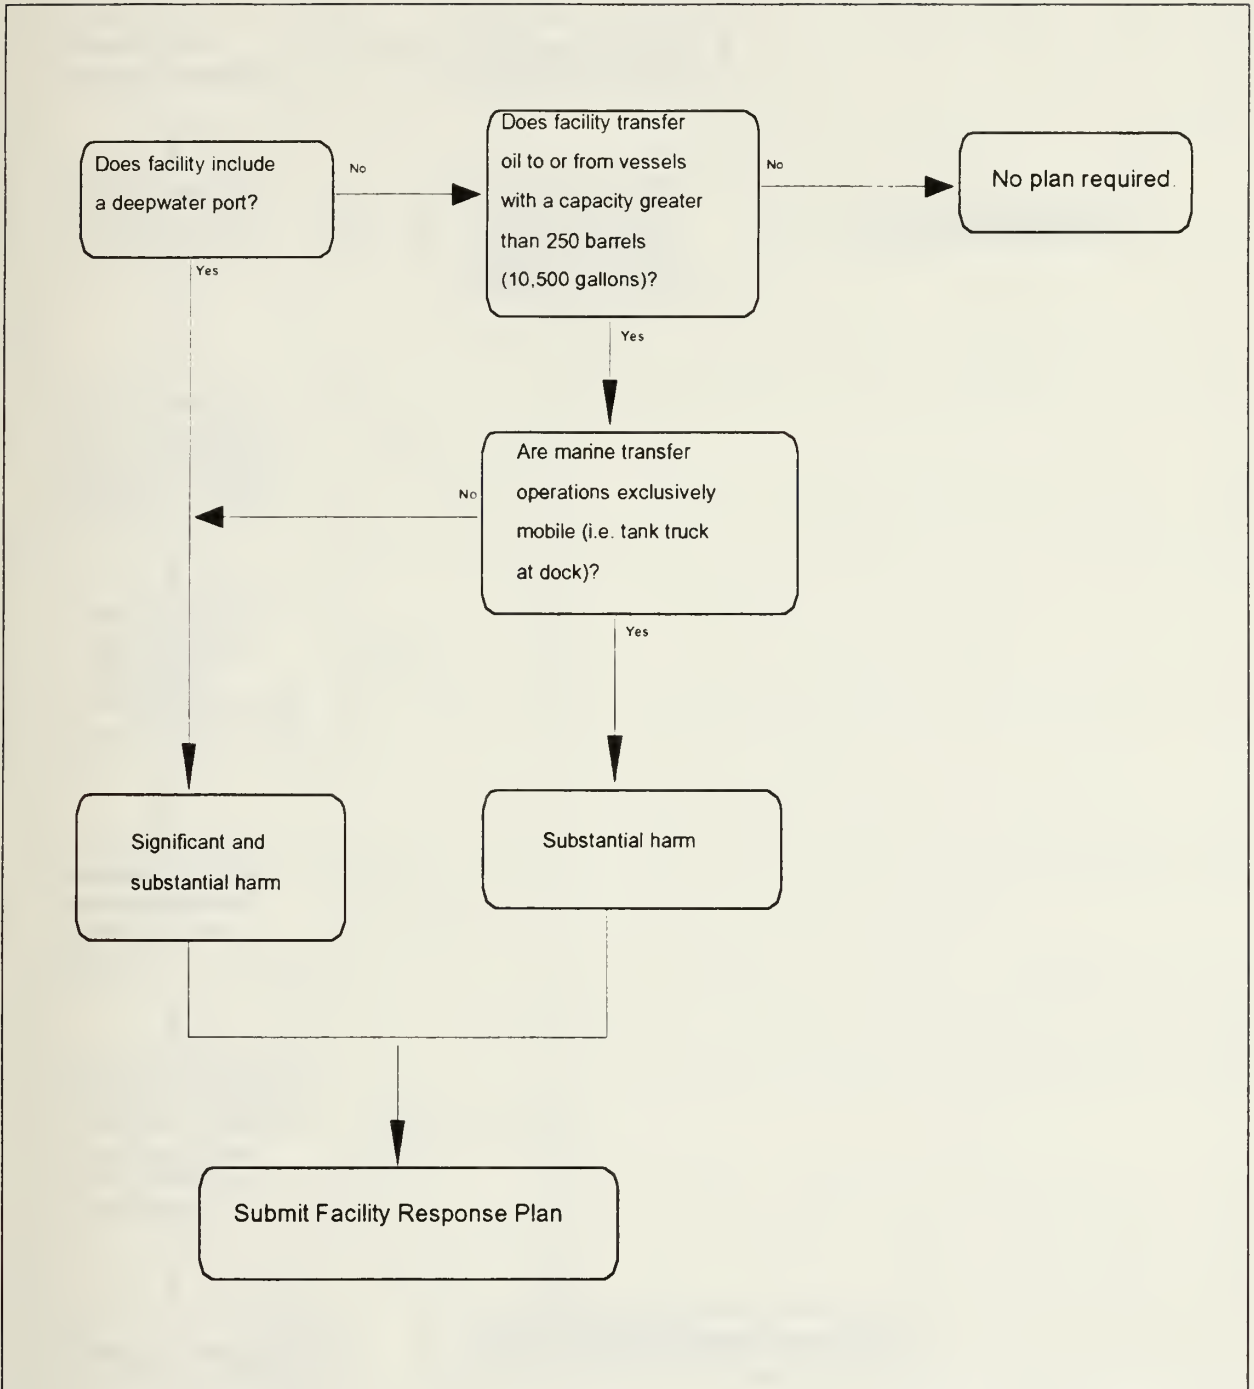 Does facility include
a deepwater port?
No
Does facility transfer
oil to or from vessels
with a capacity greater
than 250 barrels
(10,500 gallons)?
No
No plan required.
Yes
Yes
Are marine transfer
operations exclusively
mobile (i.e. tank truck
at dock)?
No
Yes
Significant and
substantial harm
Substantial harm
Submit Facility Response Plan